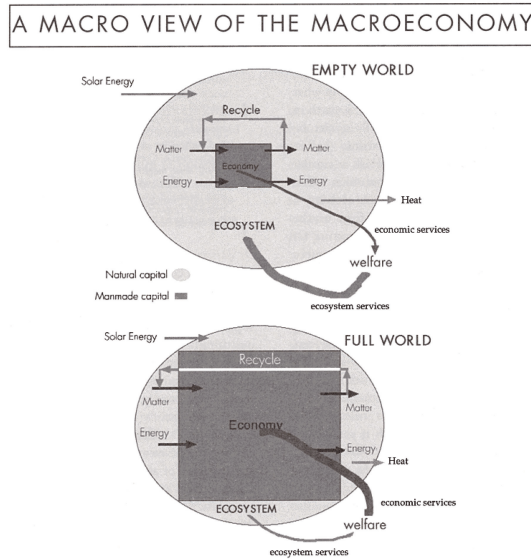 A MACRO VIEW OF THE MACROECONOMY
EMPTY WORLD
Solar Energy
Recycle
Matter
Matter
Economy
Energy
Energy
Heat
ECOSYSTEM
economic services
welfare
Natural capital
Manmade capital
ecosystem services
Solar Energy
FULL WORLD
Recycle
Matter
Matter
Economy
Energy
Energy
Heat
economic services
ECOSYSTEM
welfare
ecosystem services